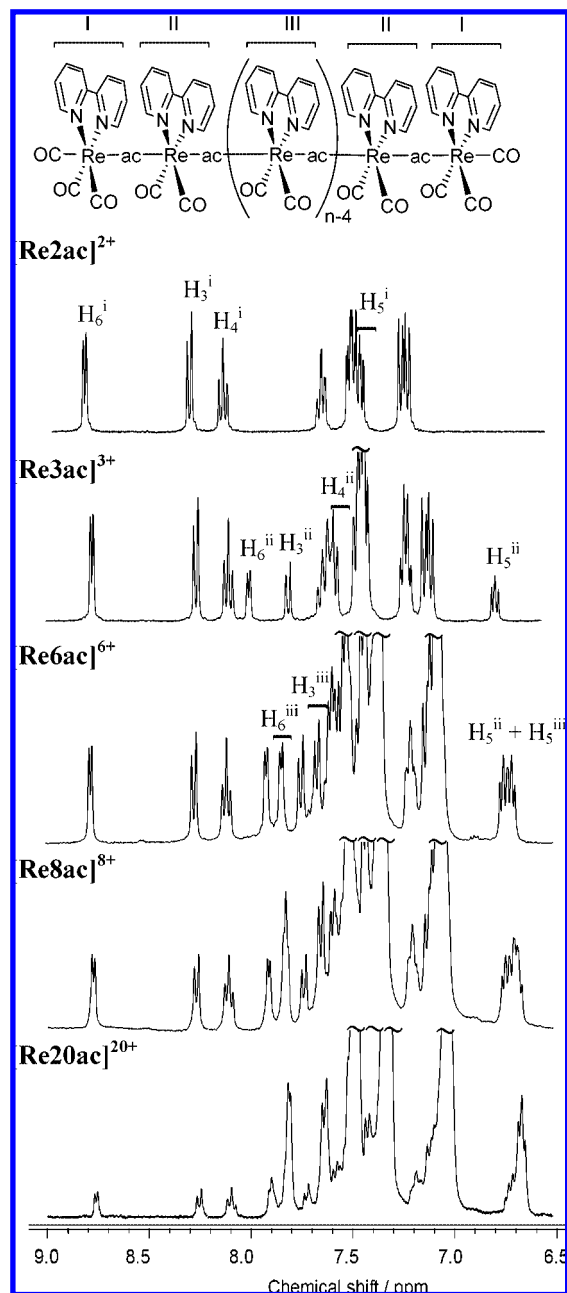 I II III II I
N N N N N N N N N N
OC Re ac Re ac Re ac Re ac Re CO
OC CO OC CO OC CO OC CO OC CO
n-4
Re2ac]2+
H6i H3i H4i H5i
Re3ac]3+
H6ii H3ii H4ii H5ii
Re6ac]6+
H6iii H3iii H5ii + H5iii
Re8ac]8+
Re20ac]20+
9.0 8.5 8.0 7.5 7.0 6.5
Chemical shift / ppm